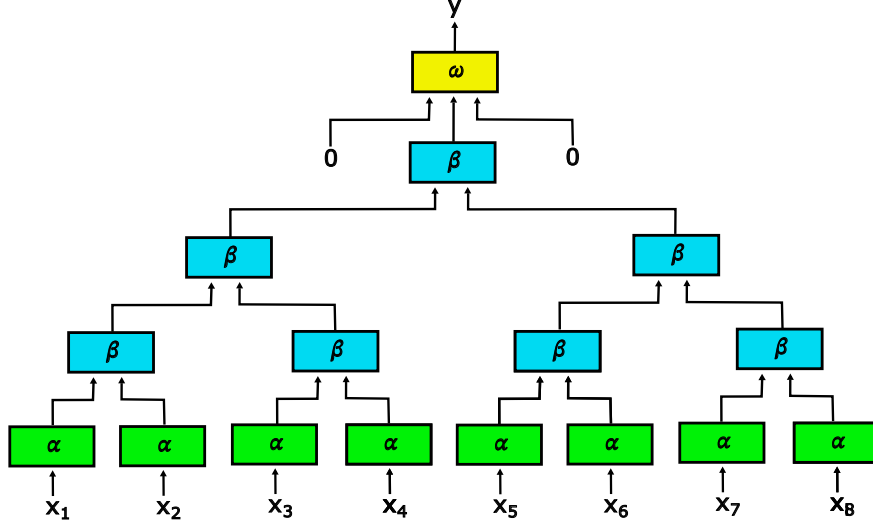 y
ω
0 0
β
β β
β β β β
α α α α α α α α
x1 x2 x3 x4 x5 x6 x7 x8